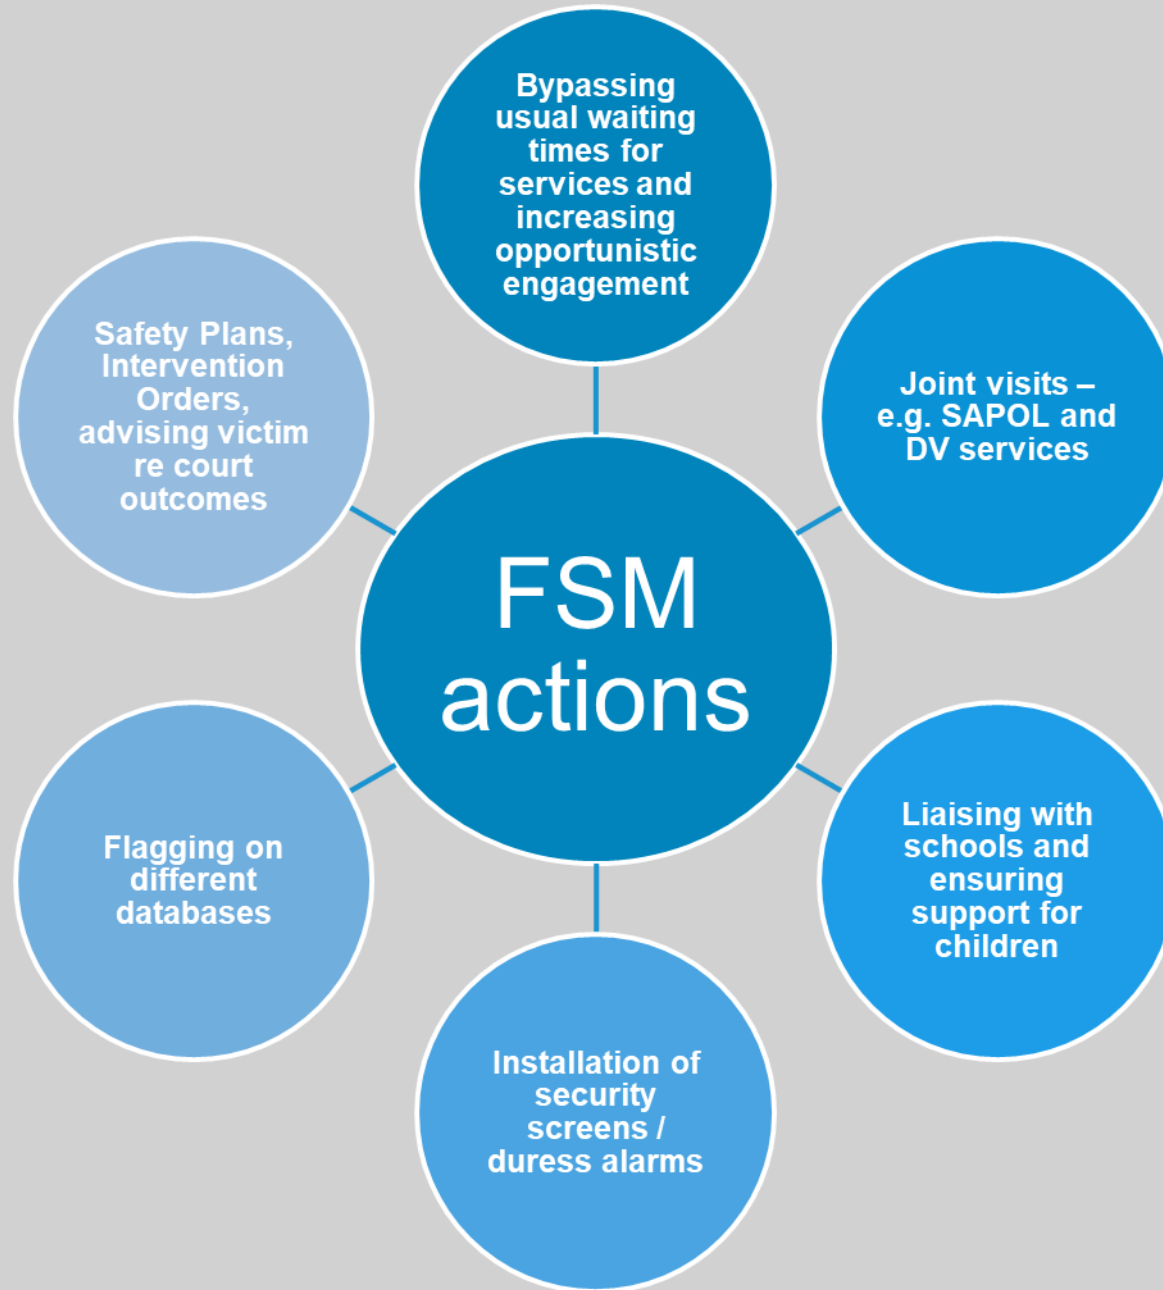 Bypassing
usual waiting
times for
services and
increasing
opportunistic
engagement
Joint visits –
e.g. SAPOL and
DV services
Liaising with
schools and
ensuring
support for
children
Installation of
security
screens /
duress alarms
Flagging on
different
databases
Safety Plans,
Intervention
Orders,
advising victim
re court
outcomes
FSM
actions